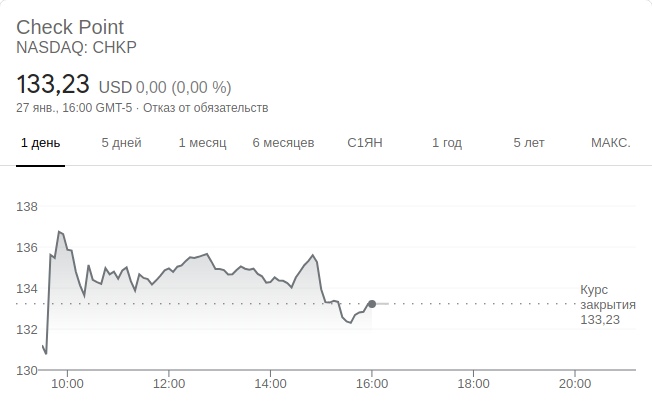 Check Point
NASDAQ: CHKP
133,23 USD 0,00 (0,00 %)
27 янв., 16:00 GMT-5 · Отказ от обязательств
1 день 5 дней 1 месяц 6 месяцев С1ЯН 1 год 5 лет МАКС.
138
136
134
132
130
Курс
закрытия
133,23
10:00 12:00 14:00 16:00 18:00 20:00